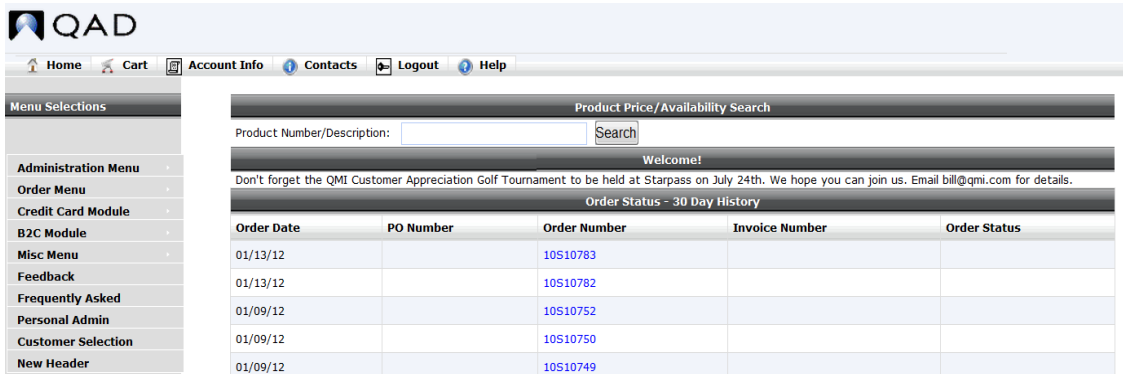 QAD
Home Cart Account Info Contacts Logout Help
Menu Selections
Administration Menu
Order Menu
Credit Card Module
B2C Module
Misc Menu
Feedback
Frequently Asked
Personal Admin
Customer Selection
New Header
Product Price/Availability Search
Product Number/Description: Search
Welcome!
Don't forget the QMI Customer Appreciation Golf Tournament to be held at Starpass on July 24th. We hope you can join us. Email bill@qmi.com for details.
Order Status - 30 Day History
Order Date PO Number Order Number Invoice Number Order Status
01/13/12 10S10783
01/13/12 10S10782
01/09/12 10S10752
01/09/12 10S10750
01/09/12 10S10749